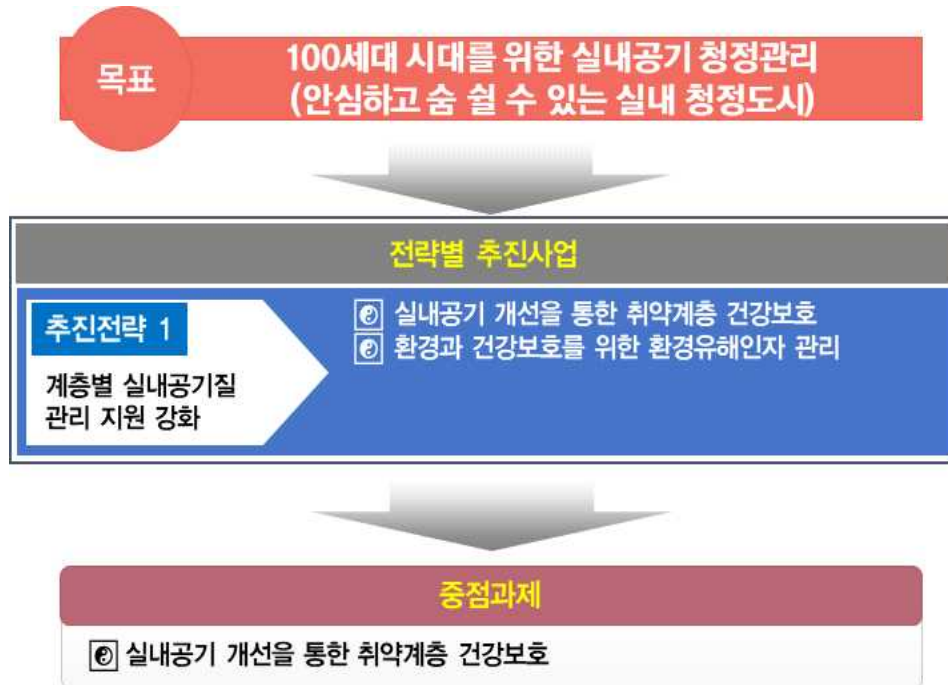 목표
100세대 시대를 위한 실내공기 청정관리
(안심하고 숨 쉴 수 있는 실내 청정도시)
전략별 추진사업
추진전략 1
계층별 실내공기질
관리 지원 강화
☯ 실내공기 개선을 통한 취약계층 건강보호
☯ 환경과 건강보호를 위한 환경유해인자 관리
중점과제
☯ 실내공기 개선을 통한 취약계층 건강보호